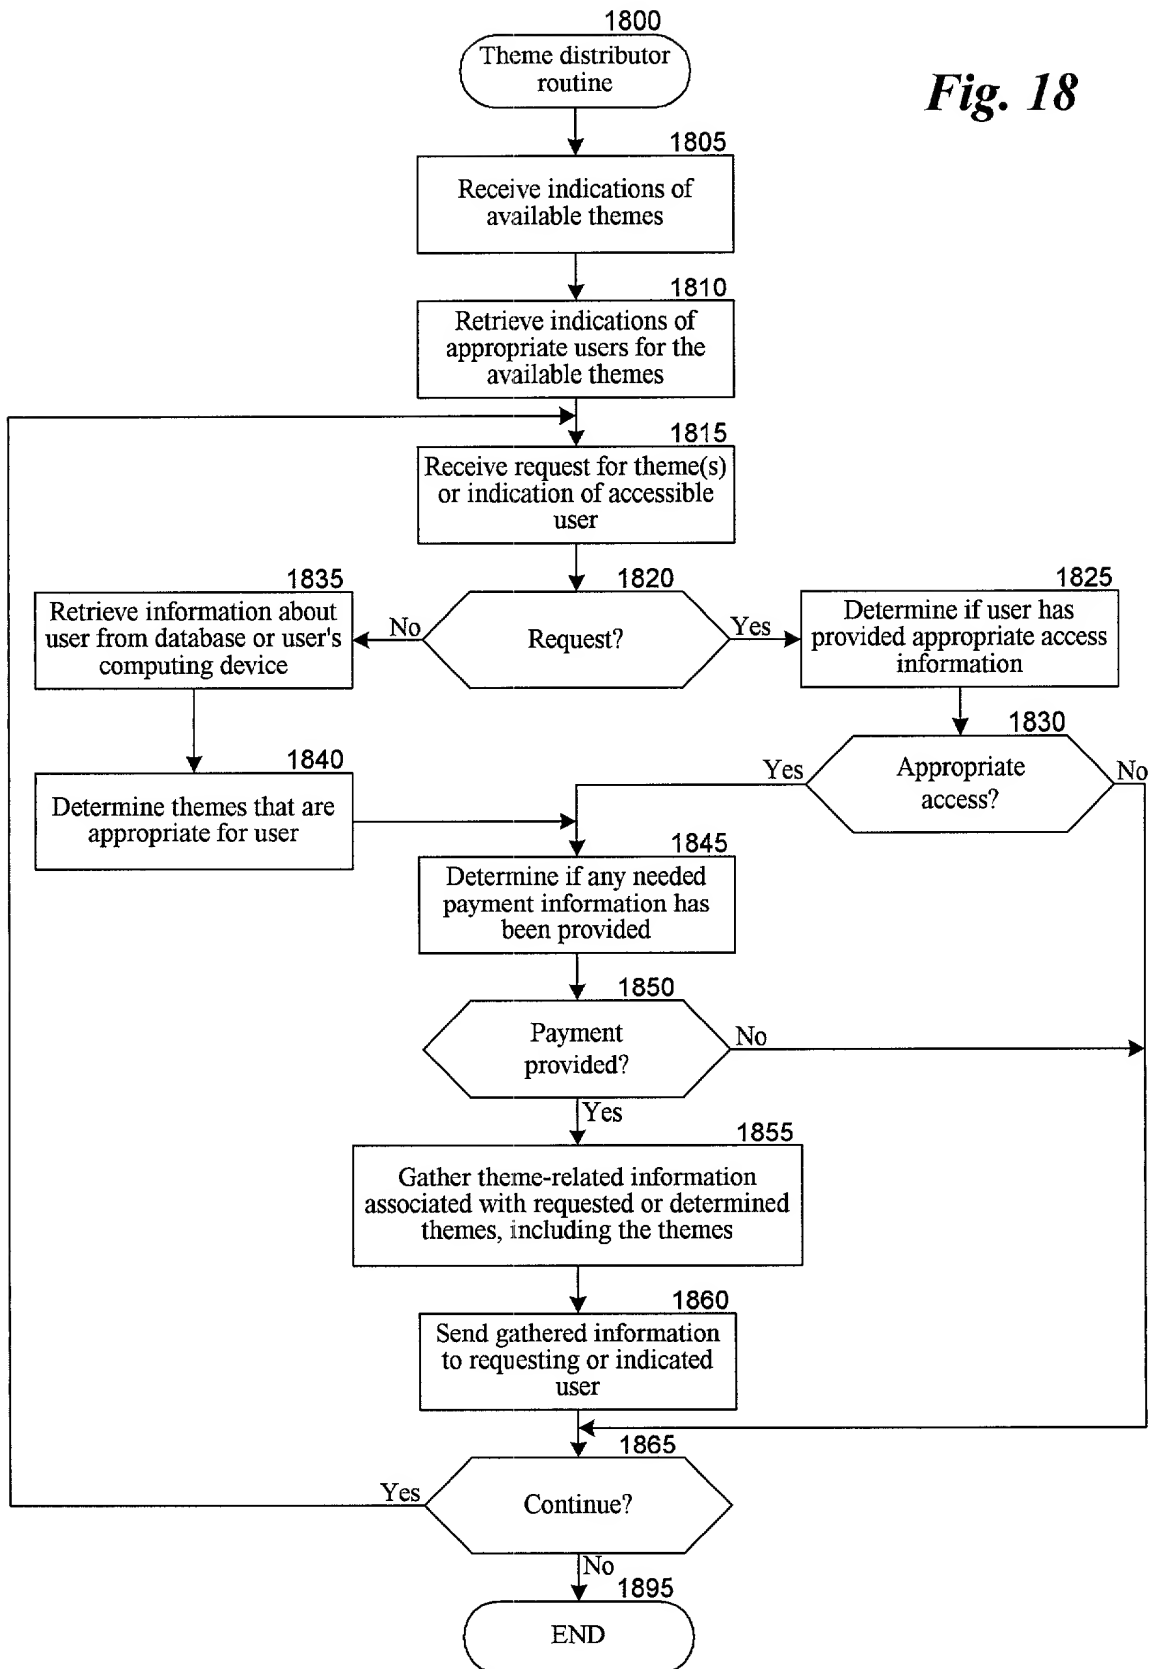 1800
Theme distributor
routine
Fig. 18
1805
Receive indications of
available themes
1810
Retrieve indications of
appropriate users for the
available themes
1815
Receive request for theme(s)
or indication of accessible
user
1820
Request?
No
Yes
1835
Retrieve information about
user from database or user's
computing device
1825
Determine if user has
provided appropriate access
information
1830
Appropriate
access?
Yes
No
1840
Determine themes that are
appropriate for user
1845
Determine if any needed
payment information has
been provided
1850
Payment
provided?
No
Yes
1855
Gather theme-related information
associated with requested or determined
themes, including the themes
1860
Send gathered information
to requesting or indicated
user
1865
Continue?
Yes
No
1895
END